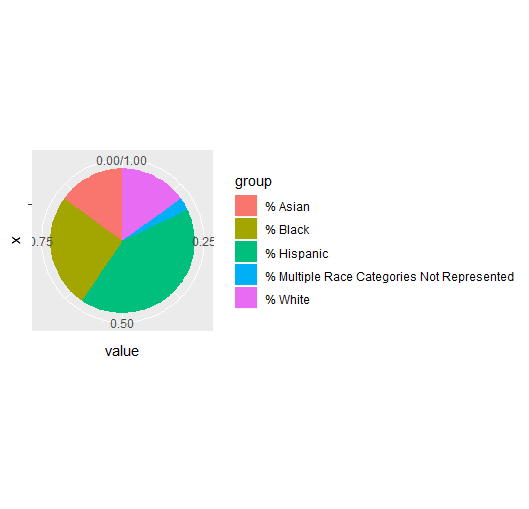 0.00/1.00
0.75
0.25
0.50
x
value
group
% Asian
% Black
% Hispanic
% Multiple Race Categories Not Represented
% White